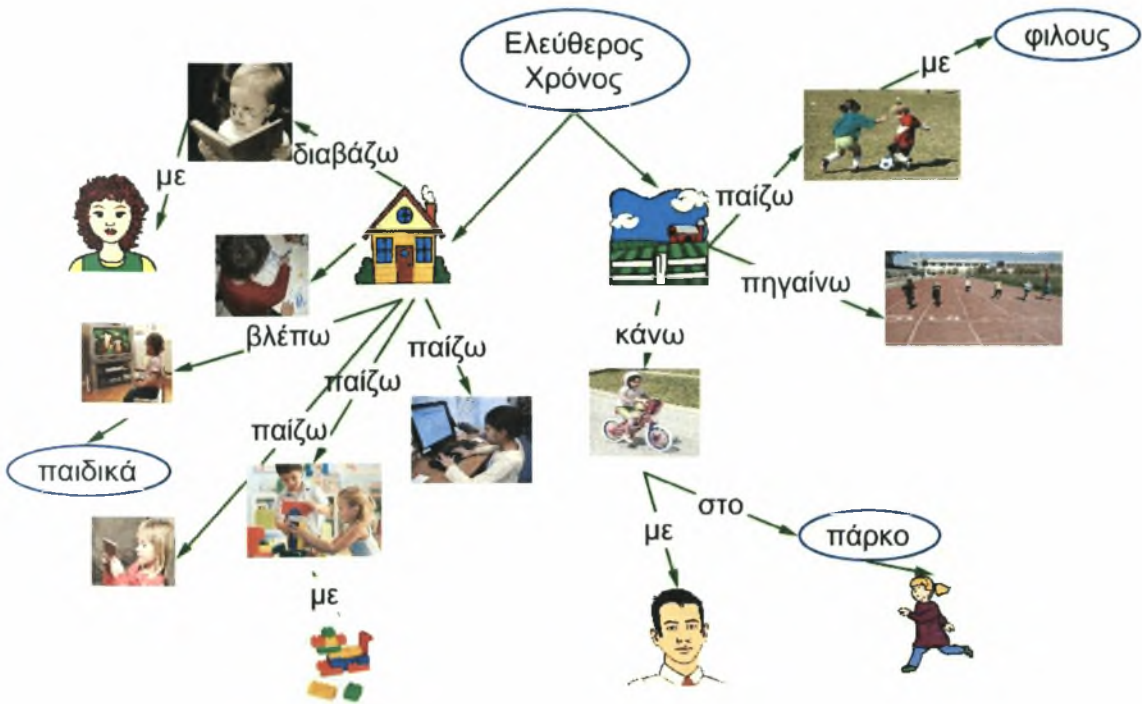 Ελεύθερος
Χρόνος
φιλους
με
διαβάζω
με
παίζω
πηγαίνω
βλέπω
παίζω
κάνω
παίζω
παίζω
παιδικά
στο
με
πάρκο
με